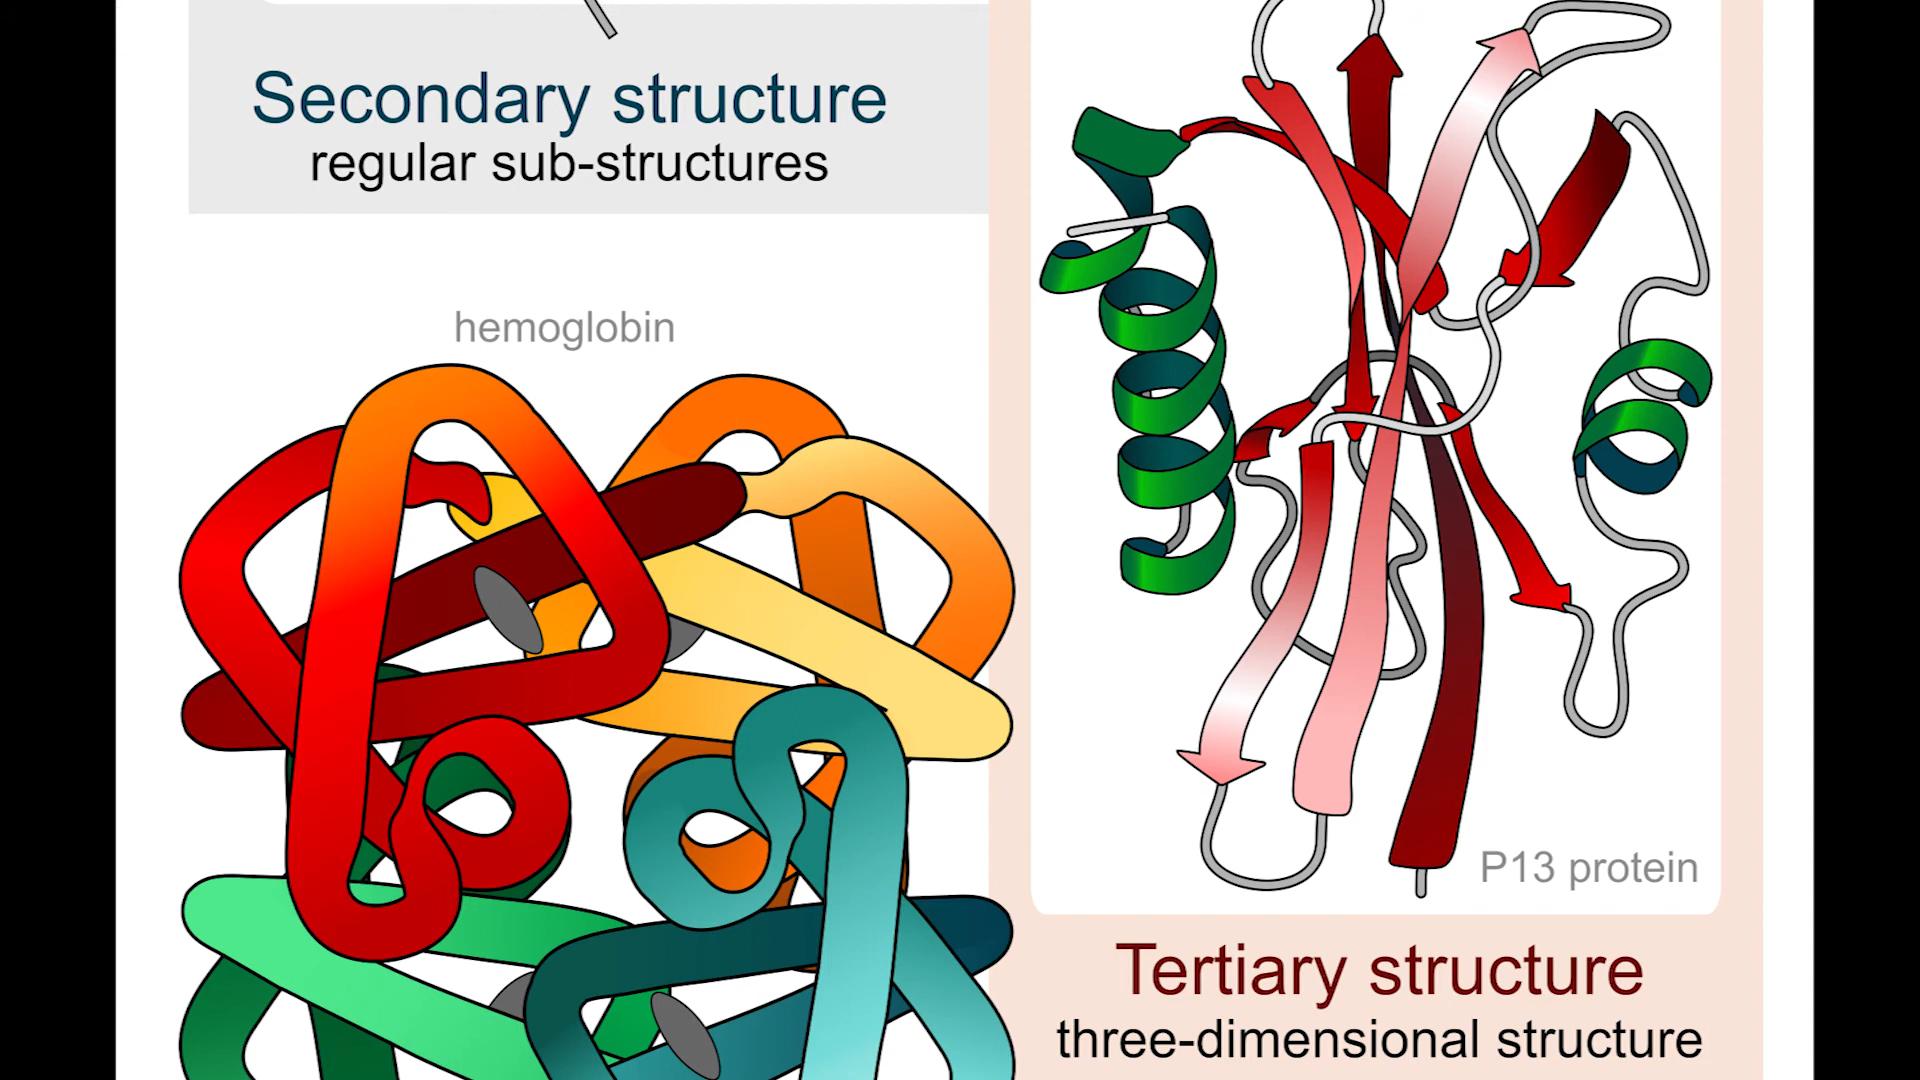 Secondary structure
regular sub-structures
hemoglobin
P13 protein
Tertiary structure
three-dimensional structure